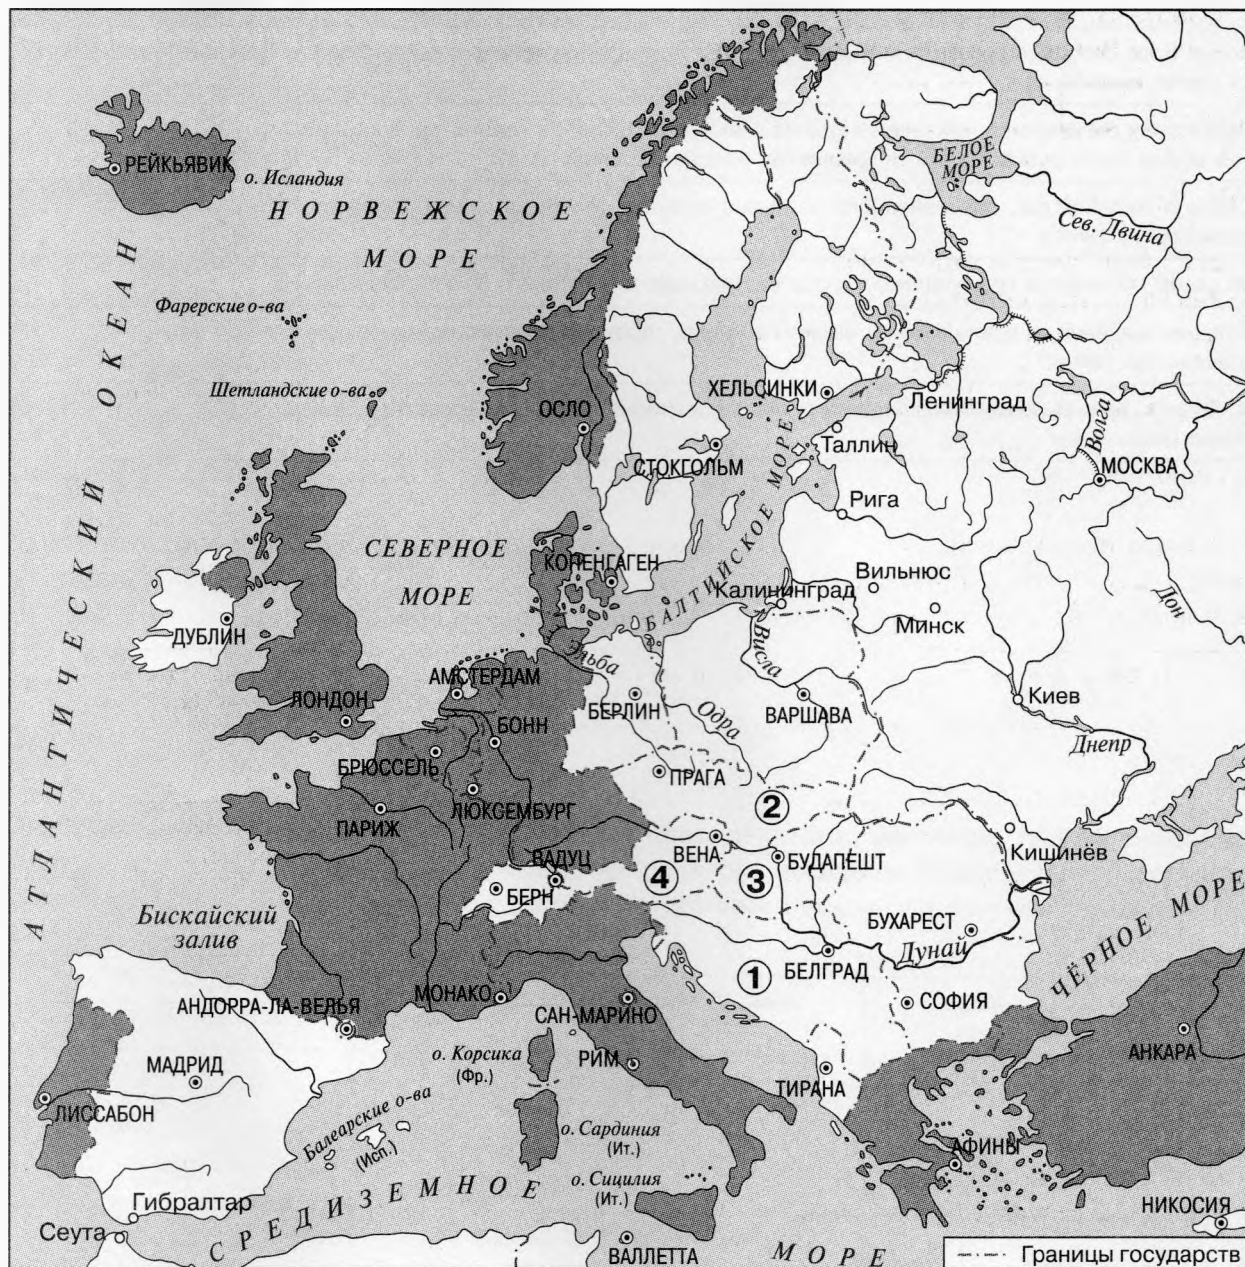 БЕЛОЕ
МОРЕ
РЕЙКЬЯВИК
о. Исландия
НОРВЕЖСКОЕ
МОРЕ
Сев. Двина
АТЛАНТИЧЕСКИЙ ОКЕАН
Фарерские о-ва
Шетландские о-ва
ХЕЛЬСИНКИ
Ленинград
ОСЛО
Таллин
Волга
СТОКГОЛЬМ
МОСКВА
Рига
СЕВЕРНОЕ
МОРЕ
КОПЕНГАГЕН
БАЛТИЙСКОЕ МОРЕ
Калининград
Вильнюс
Минск
Дон
ДУБЛИН
Эльба
Висла
АМСТЕРДАМ
ЛОНДОН
БОНН
БЕРЛИН
Одра
ВАРШАВА
Киев
Днепр
БРЮССЕЛЬ
ПРАГА
ЛЮКСЕМБУРГ
2
ПАРИЖ
ВАДУЦ
ВЕНА
БУДАПЕШТ
Кишинёв
4
3
БЕРН
Бискайский
залив
БУХАРЕСТ
Дунай
БЕЛГРАД
1
ЧЁРНОЕ МОРЕ
АНДОРРА-ЛА-ВЕЛЬЯ
МОНАКО
САН-МАРИНО
СОФИЯ
о. Корсика
(Фр.)
РИМ
АНКАРА
МАДРИД
ТИРАНА
ЛИССАБОН
Балеарские о-ва
(Исп.)
о. Сардиния
(Ит.)
АФИНЫ
о. Сицилия
(Ит.)
Гибралтар
Сеута
СРЕДИЗЕМНОЕ
МОРЕ
НИКОСИЯ
ВАЛЛЕТТА
Границы государств